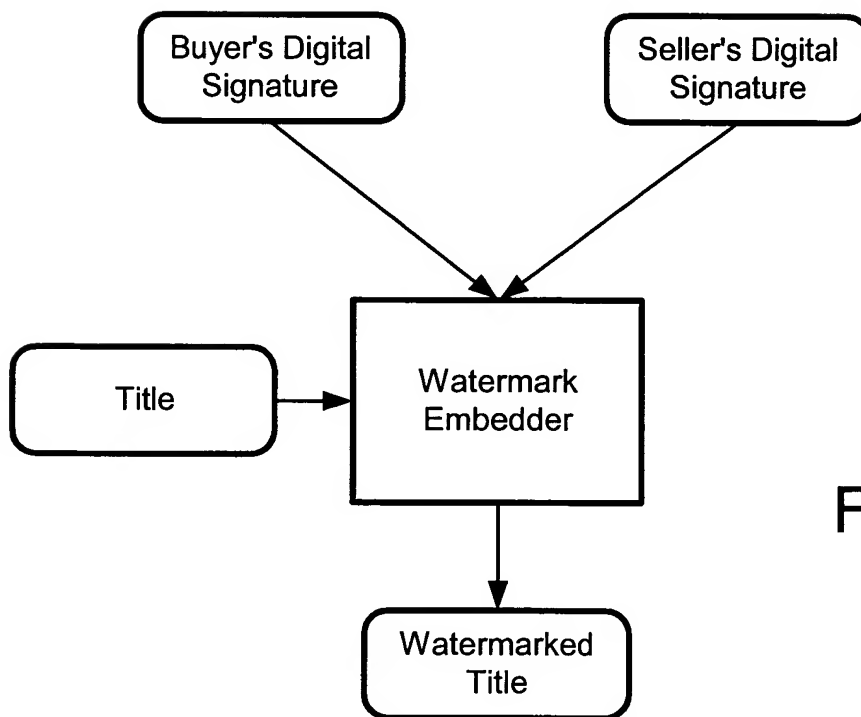 Buyer's Digital
Signature
Seller's Digital
Signature
Title
Watermark
Embedder
F
Watermarked
Title